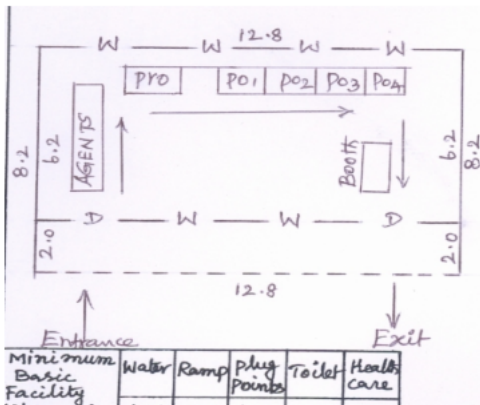 12.8
W W W W
PRO PO1 PO2 PO3 PO4
8.2 6.2 AGENTS BOOTH 6.2 8.2
D W W D
2.0 2.0
12.8
Entrance Exit
Minimum Basic Facility Water Ramp Plug Points Toilet Health care